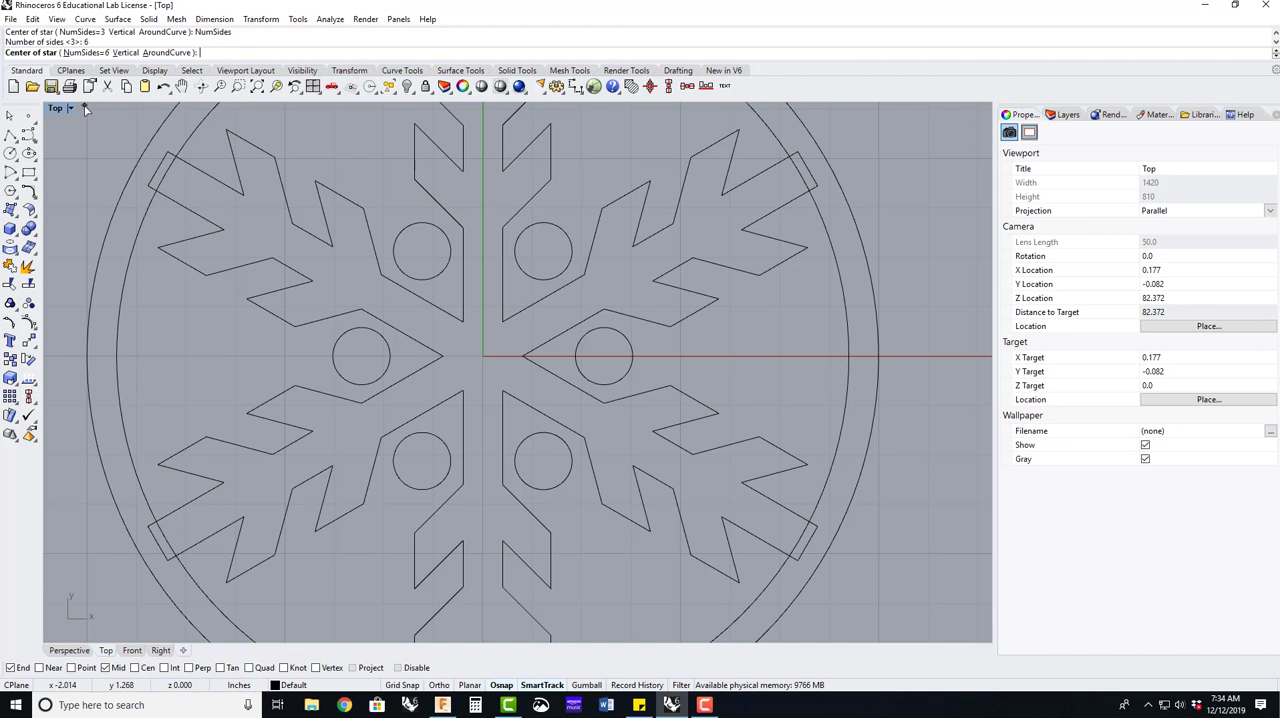 Rhinoceros 6 Educational Lab License - [Top]
File Edit View Curve Surface Solid Mesh Dimension Transform Tools Analyze Render Panels Help
Center of star ( NumSides=3 Vertical AroundCurve ): NumSides
Number of sides <3>: 6
Center of star ( NumSides=6 Vertical AroundCurve ):
Standard CPlanes Set View Display Select Viewport Layout Visibility Transform Curve Tools Surface Tools Solid Tools Mesh Tools Render Tools Drafting New in V6
TEXT
Top
Prope... Layers Rend... Mater... Librari... Help
Viewport
Title Top
Width 1420
Height 810
Projection Parallel
Camera
Lens Length 50.0
Rotation 0.0
X Location 0.177
Y Location -0.082
Z Location 82.372
Distance to Target 82.372
Location Place...
Target
X Target 0.177
Y Target -0.082
Z Target 0.0
Location Place...
Wallpaper
Filename (none) ...
Show
Gray
y
x
Perspective Top Front Right
End Near Point Mid Cen Int Perp Tan Quad Knot Vertex Project Disable
CPlane x -2.014 y 1.268 z 0.000 Inches Default Grid Snap Ortho Planar Osnap SmartTrack Gumball Record History Filter Available physical memory: 9766 MB
Type here to search
7:34 AM
12/12/2019